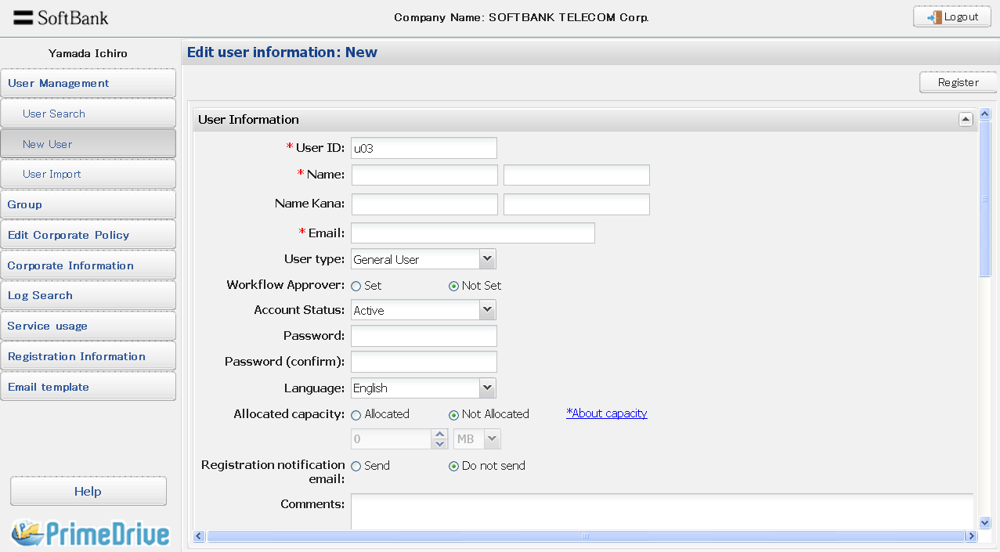 SoftBank
Company Name: SOFTBANK TELECOM Corp.
Logout
Yamada Ichiro
User Management
User Search
New User
User Import
Group
Edit Corporate Policy
Corporate Information
Log Search
Service usage
Registration Information
Email template
Help
PrimeDrive
Edit user information: New
Register
User Information
* User ID: u03
* Name:
Name Kana:
* Email:
User type: General User
Workflow Approver: Set Not Set
Account Status: Active
Password:
Password (confirm):
Language: English
Allocated capacity: Allocated Not Allocated *About capacity
0 MB
Registration notification Send Do not send
email:
Comments: